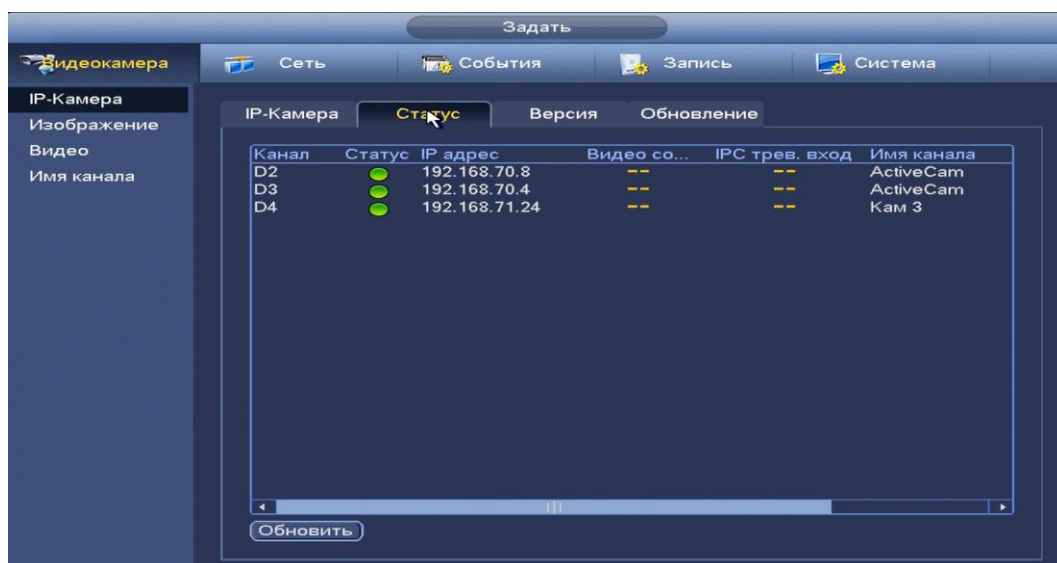 Задать
Видеокамера Сеть События Запись Система
IP-Камера
Изображение
Видео
Имя канала
IP-Камера Статус Версия Обновление
Канал Статус IP адрес Видео со... IPC трев. вход Имя канала
D2 192.168.70.8 -- -- ActiveCam
D3 192.168.70.4 -- -- ActiveCam
D4 192.168.71.24 -- -- Кам 3
Обновить